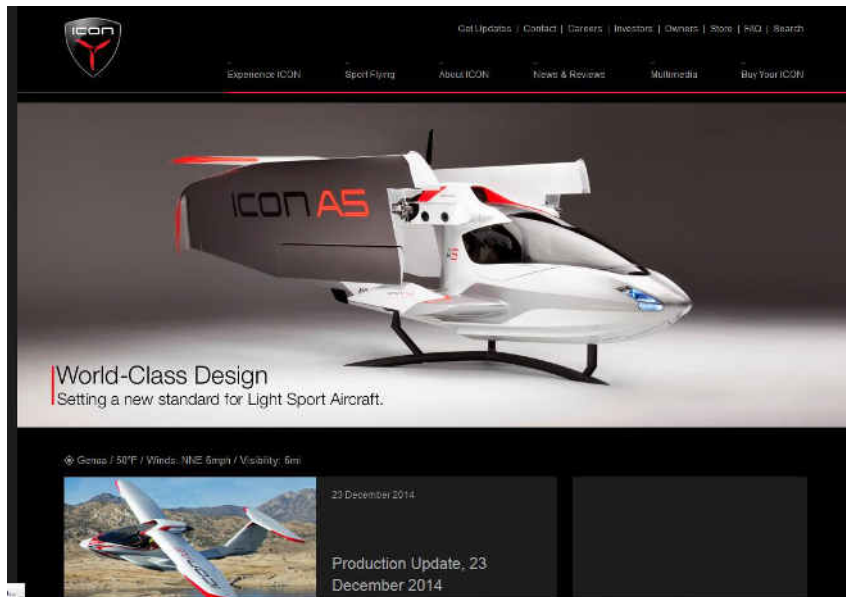 ICON
Get Updates | Contact | Careers | Investors | Owners | Store | FAQ | Search
Experience ICON Sport Flying About ICON News & Reviews Multimedia Buy Your ICON
ICON A5
A5
World-Class Design
Setting a new standard for Light Sport Aircraft.
Genoa / 50°F / Winds: NNE 6mph / Visibility: 6mi
23 December 2014
Production Update, 23
December 2014